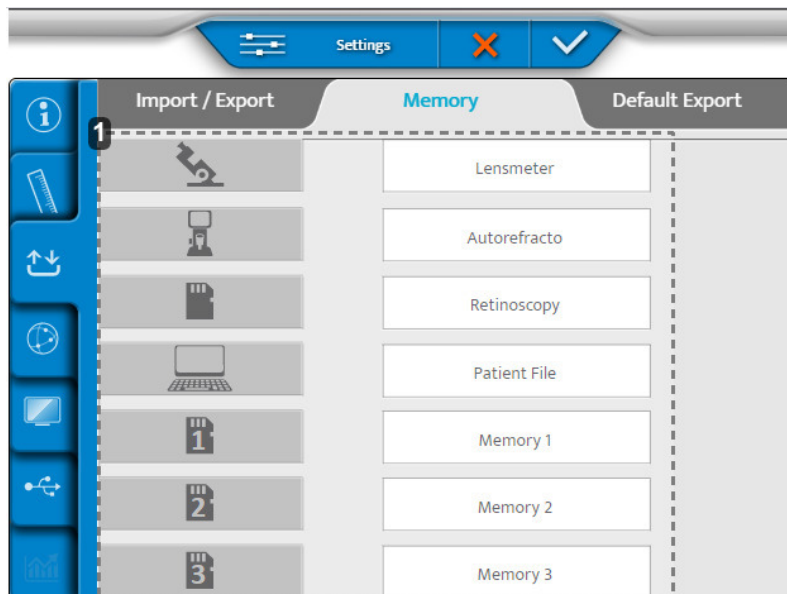 Settings
Import / Export Memory Default Export
1
Lensmeter
Autorefracto
Retinoscopy
Patient File
1 Memory 1
2 Memory 2
3 Memory 3